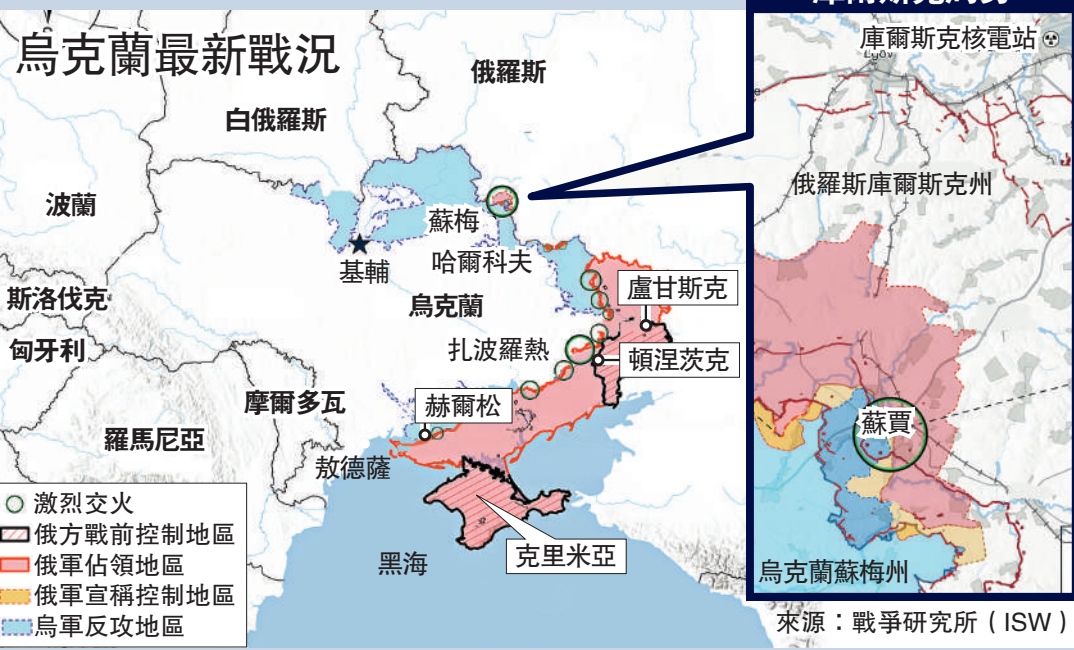 烏克蘭最新戰況
俄羅斯
白俄羅斯
波蘭
蘇梅
基輔
哈爾科夫
斯洛伐克
烏克蘭
盧甘斯克
匈牙利
扎波羅熱
頓涅茨克
摩爾多瓦
赫爾松
羅馬尼亞
敖德薩
激烈交火
俄方戰前控制地區
俄軍佔領地區
俄軍宣稱控制地區
烏軍反攻地區
黑海
克里米亞
庫爾斯克核電站
Lgov
俄羅斯庫爾斯克州
蘇賈
烏克蘭蘇梅州
來源：戰爭研究所（ISW）